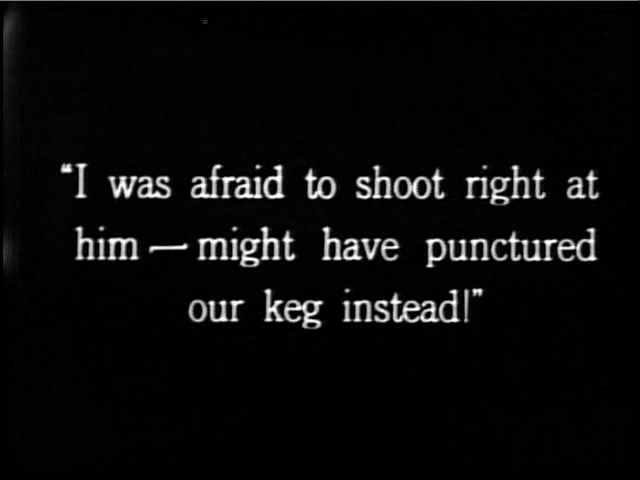 “I was afraid to shoot right at
him — might have punctured
our keg instead!”